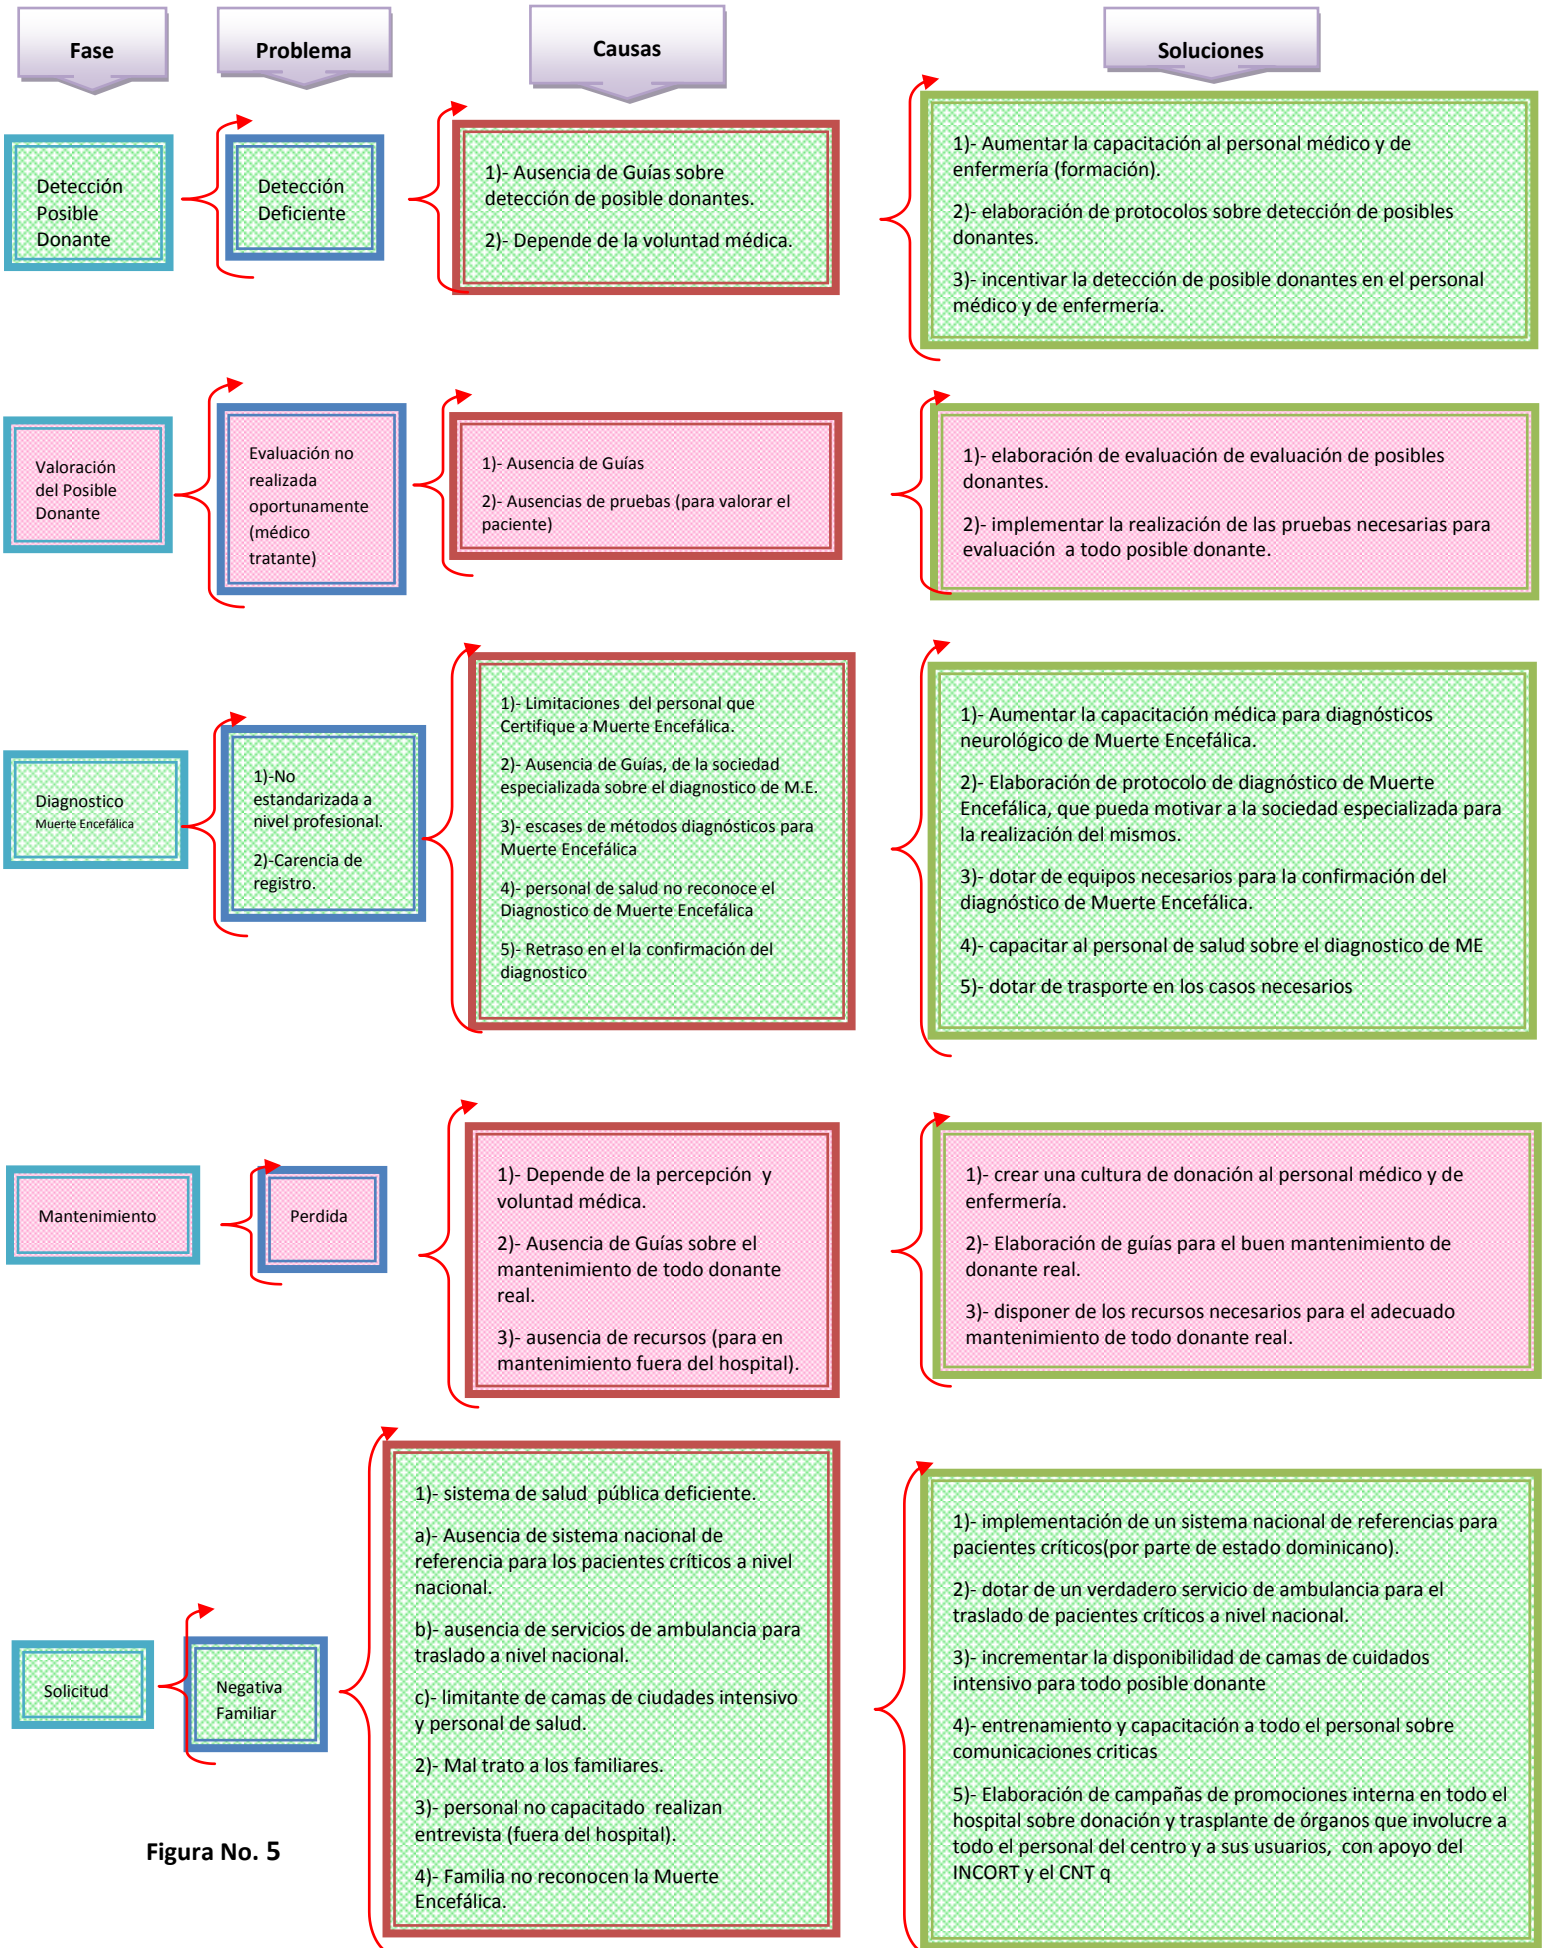 Fase
Problema
Causas
Soluciones
Detección
Posible
Donante
Detección
Deficiente
1)- Ausencia de Guías sobre
detección de posible donantes.
2)- Depende de la voluntad médica.
1)- Aumentar la capacitación al personal médico y de
enfermería (formación).
2)- elaboración de protocolos sobre detección de posibles
donantes.
3)- incentivar la detección de posible donantes en el personal
médico y de enfermería.
Valoración
del Posible
Donante
Evaluación no
realizada
oportunamente
(médico
tratante)
1)- Ausencia de Guías
2)- Ausencias de pruebas (para valorar el
paciente)
1)- elaboración de evaluación de evaluación de posibles
donantes.
2)- implementar la realización de las pruebas necesarias para
evaluación a todo posible donante.
Diagnostico
Muerte Encefálica
1)-No
estandarizada a
nivel profesional.
2)-Carencia de
registro.
1)- Limitaciones del personal que
Certifique a Muerte Encefálica.
2)- Ausencia de Guías, de la sociedad
especializada sobre el diagnostico de M.E.
3)- escases de métodos diagnósticos para
Muerte Encefálica
4)- personal de salud no reconoce el
Diagnostico de Muerte Encefálica
5)- Retraso en el la confirmación del
diagnostico
1)- Aumentar la capacitación médica para diagnósticos
neurológico de Muerte Encefálica.
2)- Elaboración de protocolo de diagnóstico de Muerte
Encefálica, que pueda motivar a la sociedad especializada para
la realización del mismos.
3)- dotar de equipos necesarios para la confirmación del
diagnóstico de Muerte Encefálica.
4)- capacitar al personal de salud sobre el diagnostico de ME
5)- dotar de trasporte en los casos necesarios
Mantenimiento
Perdida
1)- Depende de la percepción y
voluntad médica.
2)- Ausencia de Guías sobre el
mantenimiento de todo donante
real.
3)- ausencia de recursos (para en
mantenimiento fuera del hospital).
1)- crear una cultura de donación al personal médico y de
enfermería.
2)- Elaboración de guías para el buen mantenimiento de
donante real.
3)- disponer de los recursos necesarios para el adecuado
mantenimiento de todo donante real.
Solicitud
Negativa
Familiar
1)- sistema de salud pública deficiente.
a)- Ausencia de sistema nacional de
referencia para los pacientes críticos a nivel
nacional.
b)- ausencia de servicios de ambulancia para
traslado a nivel nacional.
c)- limitante de camas de ciudades intensivo
y personal de salud.
2)- Mal trato a los familiares.
3)- personal no capacitado realizan
entrevista (fuera del hospital).
4)- Familia no reconocen la Muerte
Encefálica.
1)- implementación de un sistema nacional de referencias para
pacientes críticos(por parte de estado dominicano).
2)- dotar de un verdadero servicio de ambulancia para el
traslado de pacientes críticos a nivel nacional.
3)- incrementar la disponibilidad de camas de cuidados
intensivo para todo posible donante
4)- entrenamiento y capacitación a todo el personal sobre
comunicaciones criticas
5)- Elaboración de campañas de promociones interna en todo el
hospital sobre donación y trasplante de órganos que involucre a
todo el personal del centro y a sus usuarios, con apoyo del
INCORT y el CNT q
Figura No. 5